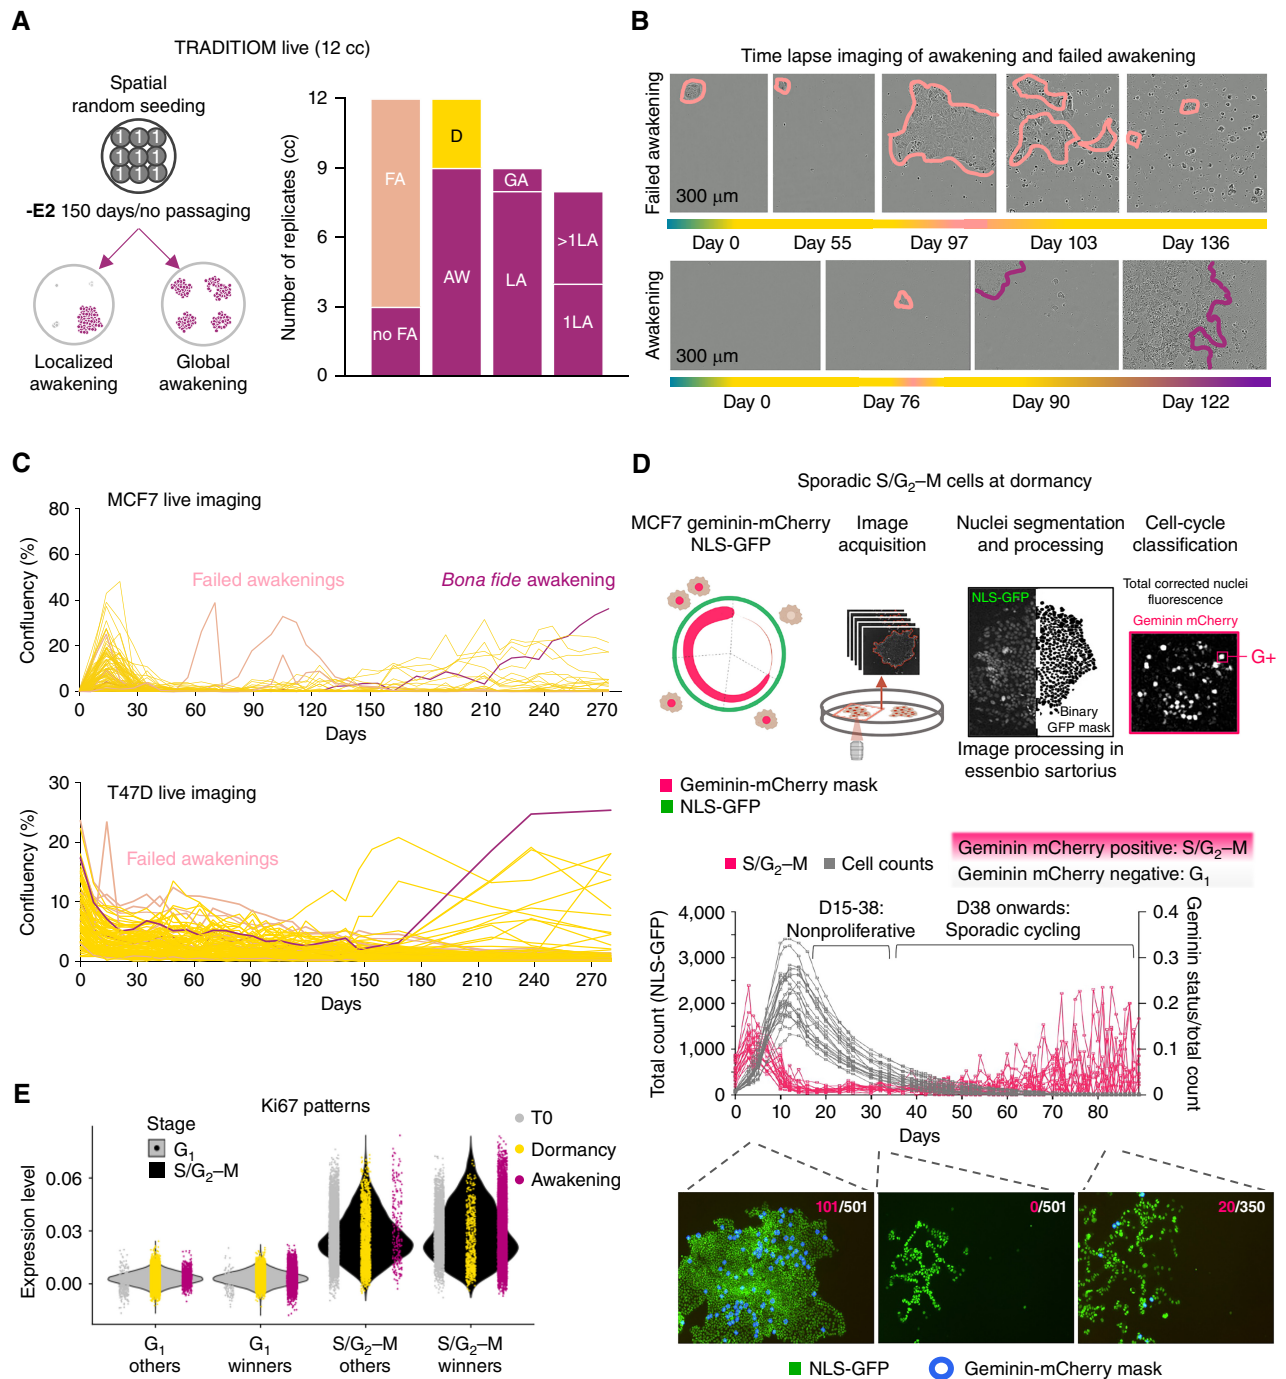 A
TRADITIOM live (12 cc)
Spatial
random seeding
1 1 1
1 1 1
1 1 1
-E2 150 days/no passaging
Localized
awakening
Global
awakening
Number of replicates (cc)
12
9
6
3
0
FA
no FA
D
AW
GA
LA
>1LA
1LA
B
Time lapse imaging of awakening and failed awakening
Failed awakening
300 μm
Day 0
Day 55
Day 97
Day 103
Day 136
Awakening
300 μm
Day 0
Day 76
Day 90
Day 122
C
MCF7 live imaging
Confluency (%)
80
60
40
20
0
Failed awakenings
Bona fide awakening
0 30 60 90 120 150 180 210 240 270
Days
T47D live imaging
Confluency (%)
30
20
10
0
Failed awakenings
0 30 60 90 120 150 180 210 240 270
Days
D
Sporadic S/G2–M cells at dormancy
MCF7 geminin-mCherry
NLS-GFP
Image
acquisition
Nuclei segmentation
and processing
Cell-cycle
classification
NLS-GFP
Binary
GFP mask
Total corrected nuclei
fluorescence
Geminin mCherry
G+
Image processing in
essenbio sartorius
Geminin-mCherry mask
NLS-GFP
S/G2–M
Cell counts
Geminin mCherry positive: S/G2–M
Geminin mCherry negative: G1
D15-38:
Nonproliferative
D38 onwards:
Sporadic cycling
Total count (NLS-GFP)
4,000
3,000
2,000
1,000
0
Geminin status/total count
0.4
0.3
0.2
0.1
0
0 10 20 30 40 50 60 70 80
Days
101/501
0/501
20/350
NLS-GFP
Geminin-mCherry mask
E
Ki67 patterns
Stage
G1
S/G2–M
T0
Dormancy
Awakening
Expression level
0.06
0.03
0.00
G1
others
G1
winners
S/G2–M
others
S/G2–M
winners